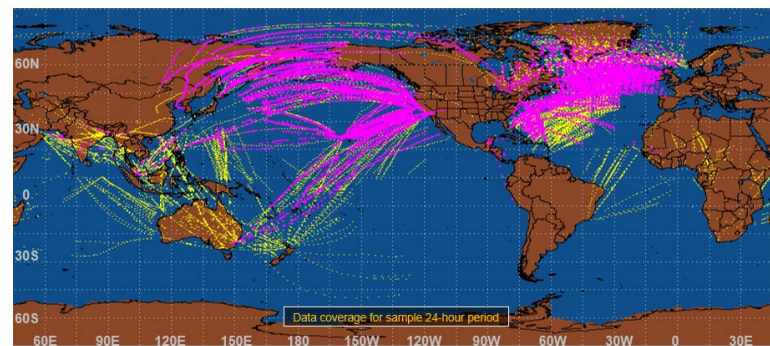 60N
30N
0
30S
Data coverage for sample 24-hour period
60S
60E 90E 120E 150E 180 150W 120W 90W 60W 30W 0 30E